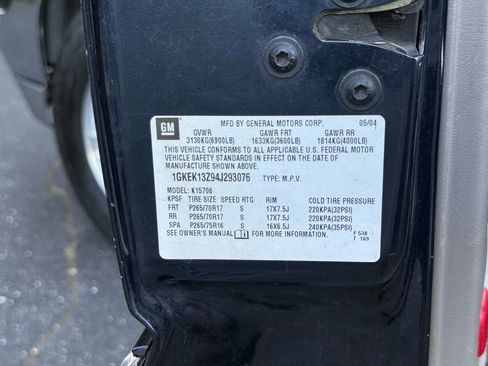 GM
MFD BY GENERAL MOTORS CORP. 05/04
GVWR GAWR FRT GAWR RR
3130KG(6900LB) 1633KG(3600LB) 1814KG(4000LB)
THIS VEHICLE CONFORMS TO ALL APPLICABLE U.S. FEDERAL MOTOR
VEHICLE SAFETY STANDARDS IN EFFECT ON THE DATE OF
MANUFACTURE SHOWN ABOVE.
1GKEK13Z94J293076 TYPE: M.P.V.
MODEL: K15706
KPSF TIRE SIZE SPEED RTG RIM COLD TIRE PRESSURE
FRT P265/70R17 S 17X7.5J 220KPA(32PSI)
RR P265/70R17 S 17X7.5J 220KPA(32PSI)
SPA P265/75R16 S 16X6.5J 240KPA(35PSI)
SEE OWNER'S MANUAL FOR MORE INFORMATION. F 538
T 169